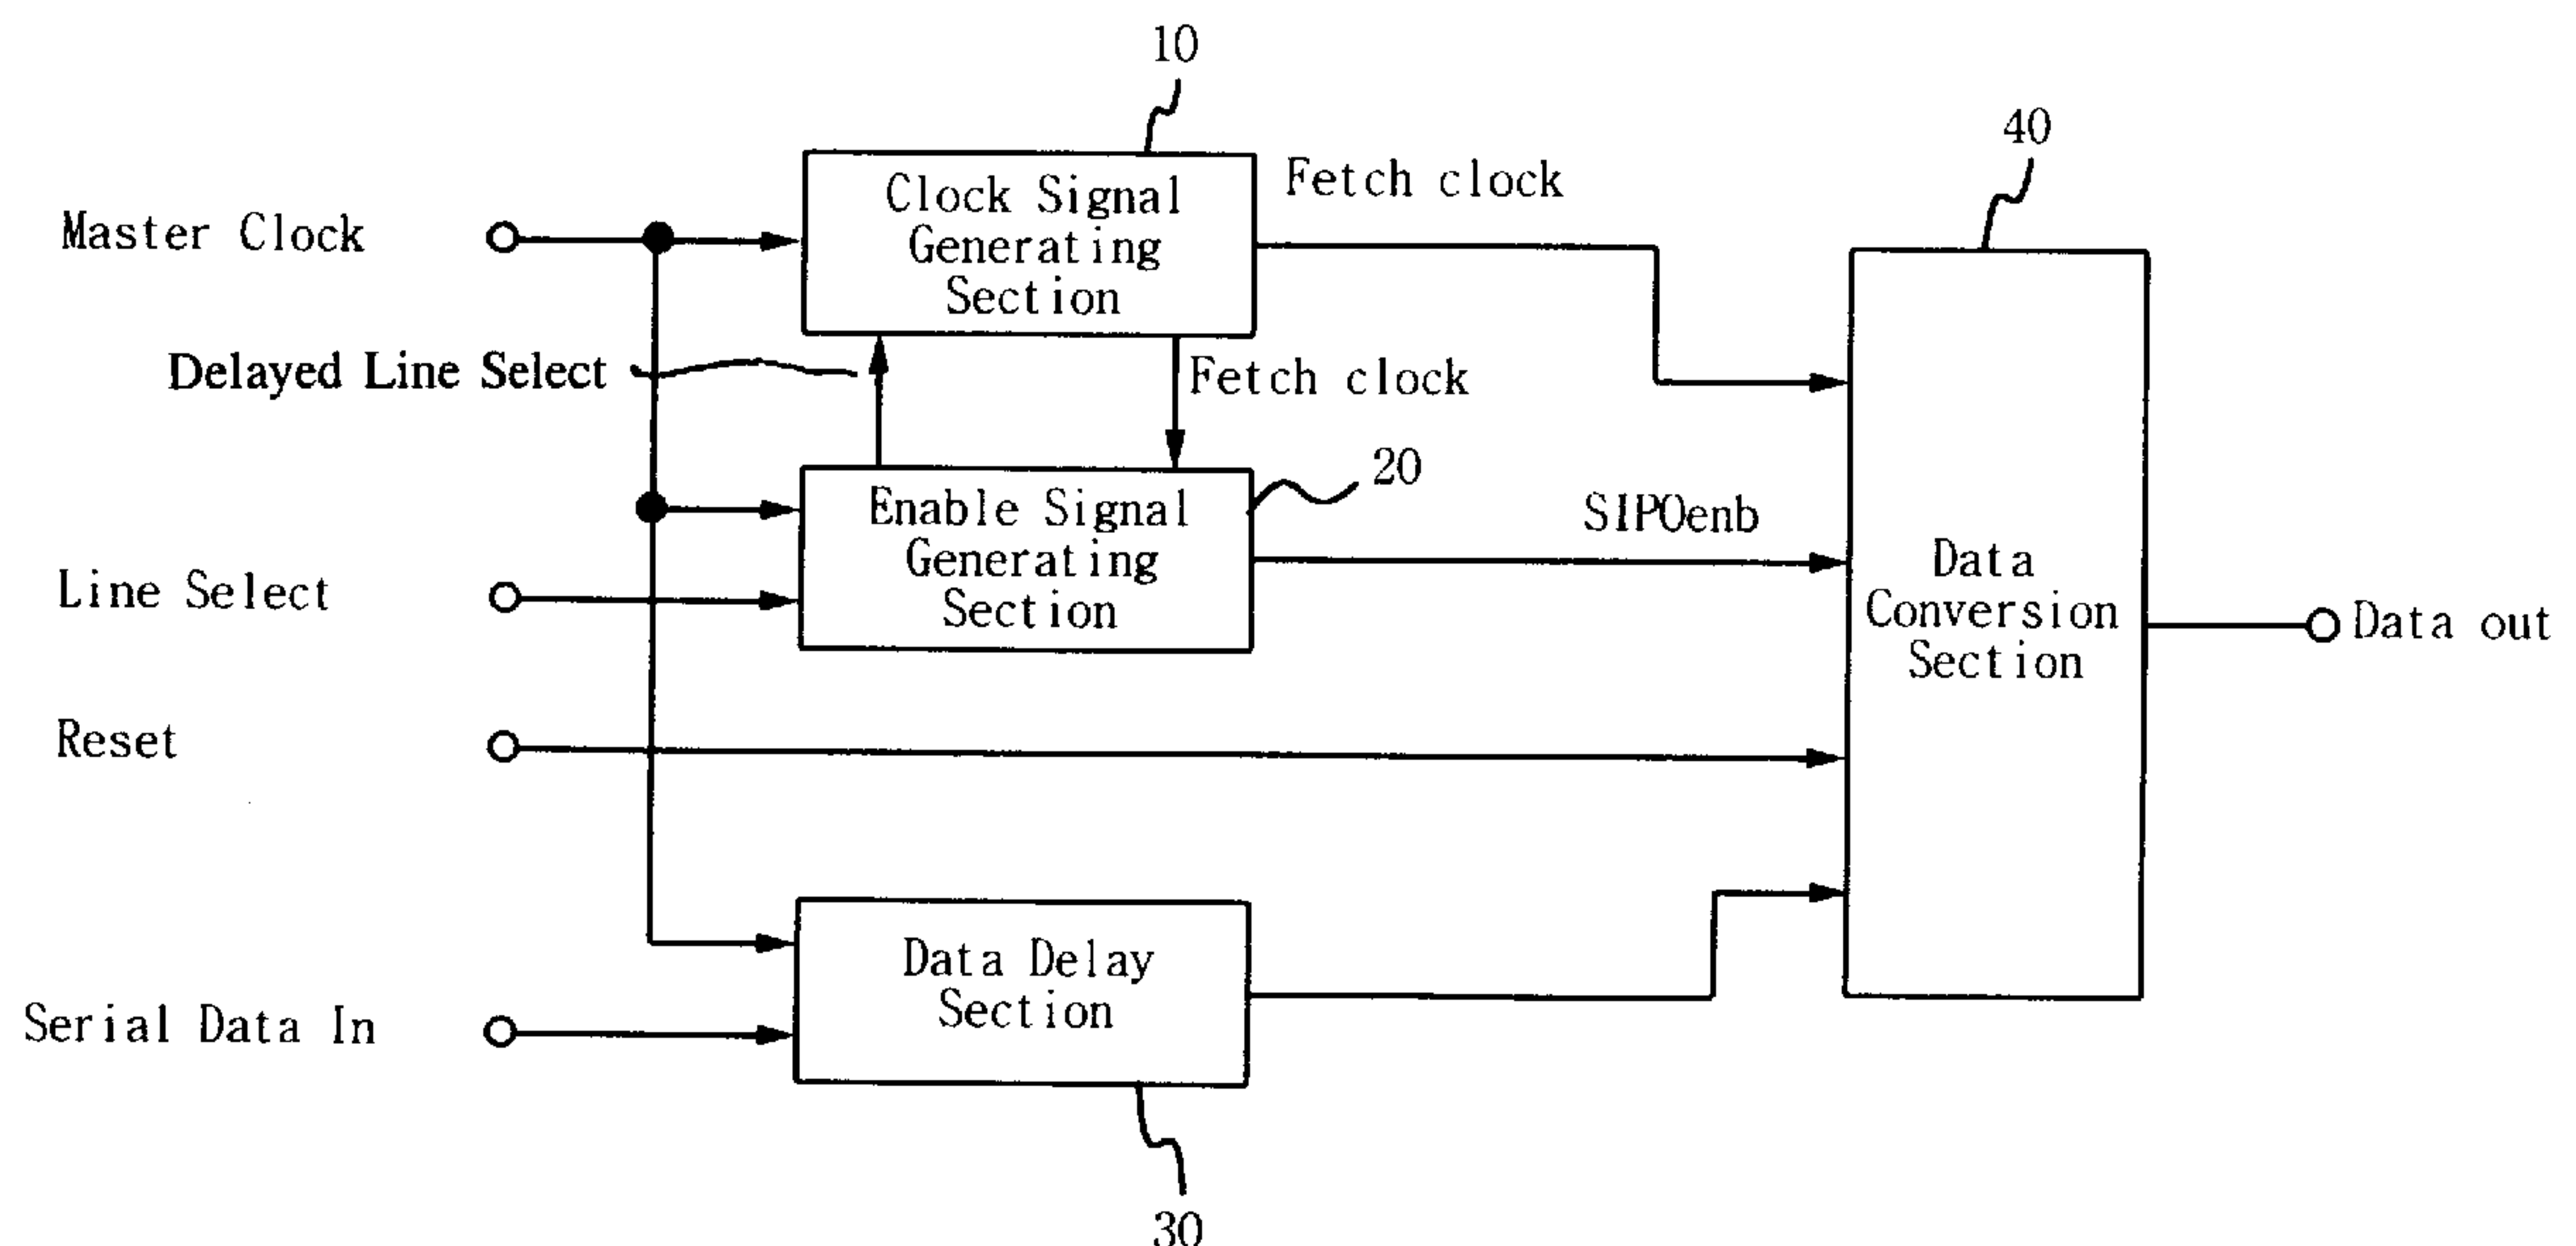 10
40
Clock Signal
Generating
Section
Fetch clock
Master Clock
Delayed Line Select
Fetch clock
20
Enable Signal
Generating
Section
SIPOenb
Data
Conversion
Section
Line Select
Data out
Reset
Data Delay
Section
Serial Data In
30